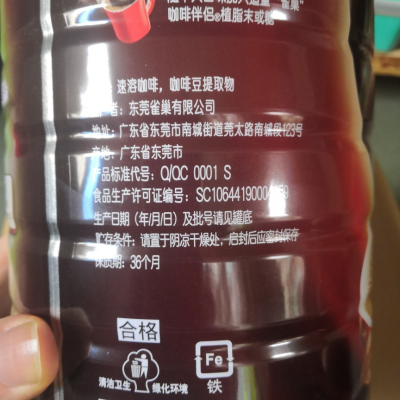 咖啡伴侣®植脂末或糖
：速溶咖啡，咖啡豆提取物
者：东莞雀巢有限公司
地址：广东省东莞市南城街道莞太路南城段123号
产地：广东省东莞市
产品标准代号：Q/QC 0001 S
食品生产许可证编号：SC1064419000
生产日期（年/月/日）及批号请见罐底
贮存条件：请置于阴凉干燥处，启封后应密封保存
保质期：36个月
合格
清洁卫生 绿化环境
Fe
铁